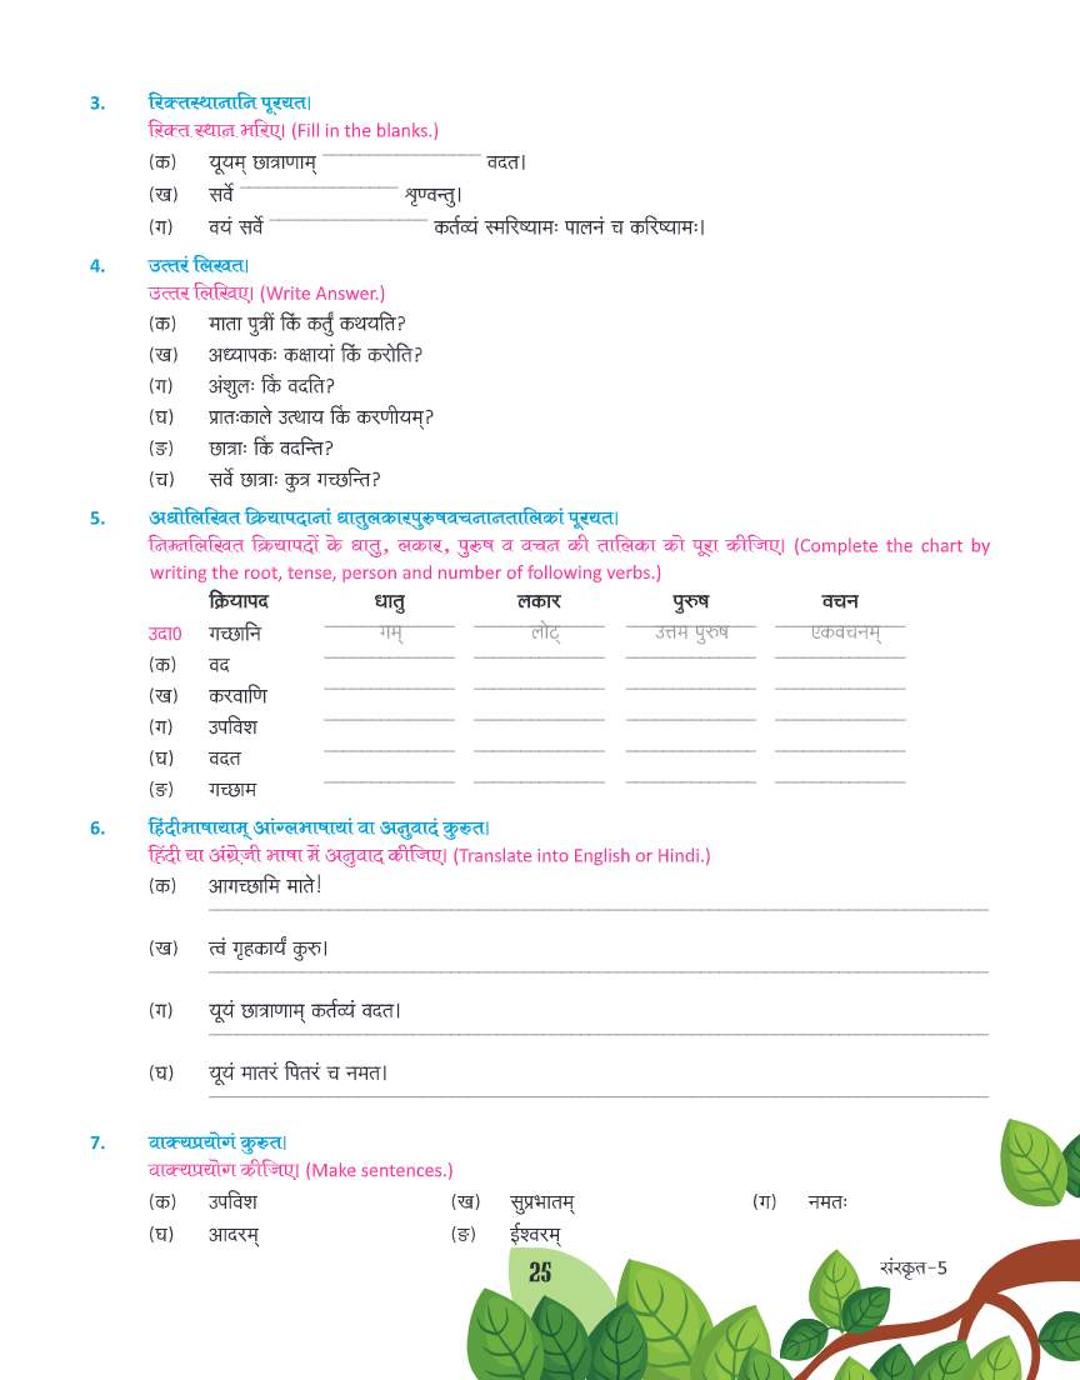 3. रिक्तस्थानानि पूरयत।
रिक्त स्थान भरिए। (Fill in the blanks.)
(क) यूयम् छात्राणाम् ____________ वदत।
(ख) सर्वे ____________ शृण्वन्तु।
(ग) वयं सर्वे ____________ कर्तव्यं स्मरिष्यामः पालनं च करिष्यामः।
4. उत्तरं लिखत।
उत्तर लिखिए। (Write Answer.)
(क) माता पुत्रीं किं कर्तुं कथयति?
(ख) अध्यापकः कक्षायां किं करोति?
(ग) अंशुलः किं वदति?
(घ) प्रातःकाले उत्थाय किं करणीयम्?
(ङ) छात्राः किं वदन्ति?
(च) सर्वे छात्राः कुत्र गच्छन्ति?
5. अधोलिखित क्रियापदानां धातुलकारपुरुषवचनानतालिकां पूरयत।
निम्नलिखित क्रियापदों के धातु, लकार, पुरुष व वचन की तालिका को पूरा कीजिए। (Complete the chart by
writing the root, tense, person and number of following verbs.)
क्रियापद धातु लकार पुरुष वचन
उदा0 गच्छानि गम् लोट् उत्तम पुरुष एकवचनम्
(क) वद
(ख) करवाणि
(ग) उपविश
(घ) वदत
(ङ) गच्छाम
6. हिंदीभाषायाम् आंग्लभाषायां वा अनुवादं कुरुत।
हिंदी या अंग्रेजी भाषा में अनुवाद कीजिए। (Translate into English or Hindi.)
(क) आगच्छामि माते!
(ख) त्वं गृहकार्यं कुरु।
(ग) यूयं छात्राणाम् कर्तव्यं वदत।
(घ) यूयं मातरं पितरं च नमत।
7. वाक्यप्रयोगं कुरुत।
वाक्यप्रयोग कीजिए। (Make sentences.)
(क) उपविश (ख) सुप्रभातम् (ग) नमतः
(घ) आदरम् (ङ) ईश्वरम्
25
संस्कृत-5